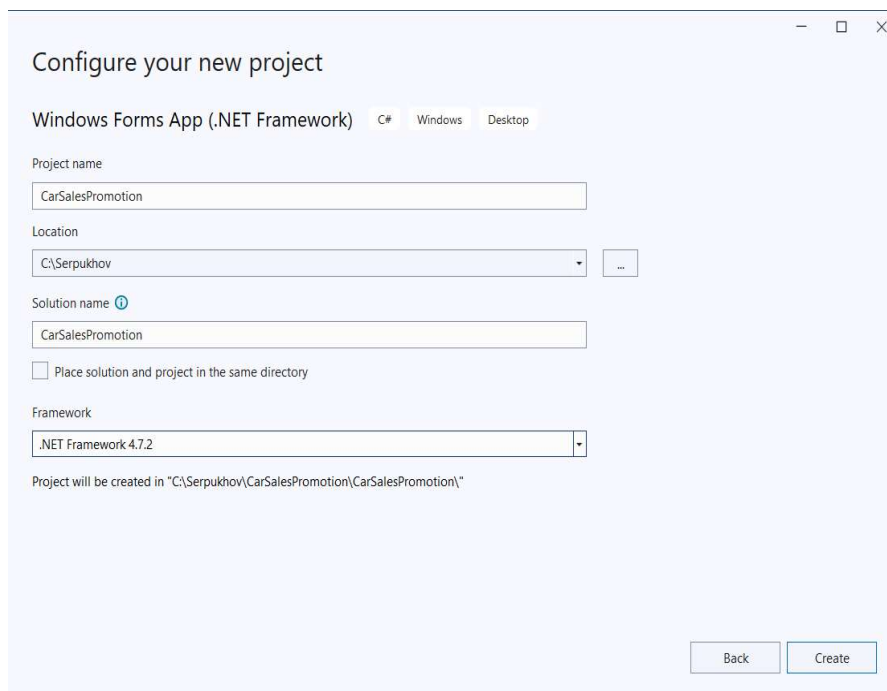 Configure your new project
Windows Forms App (.NET Framework) C# Windows Desktop
Project name
CarSalesPromotion
Location
C:\Serpukhov
...
Solution name
CarSalesPromotion
Place solution and project in the same directory
Framework
.NET Framework 4.7.2
Project will be created in "C:\Serpukhov\CarSalesPromotion\CarSalesPromotion\"
Back Create